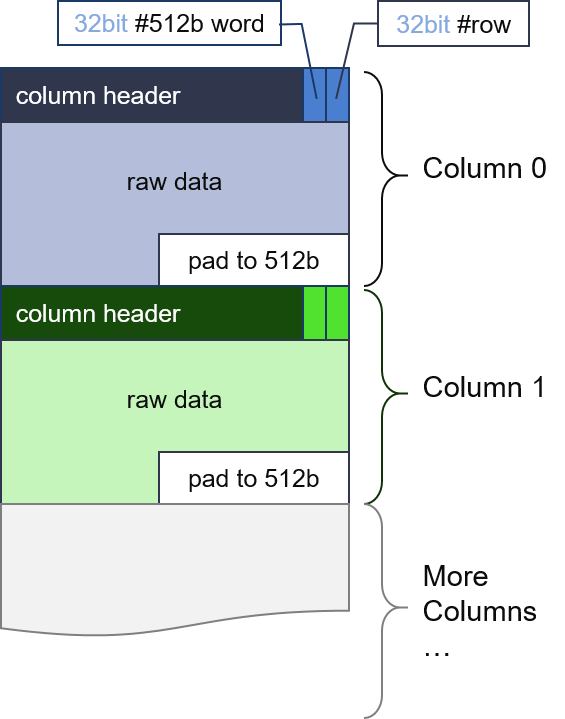 32bit #512b word
32bit #row
column header
raw data
pad to 512b
Column 0
column header
raw data
pad to 512b
Column 1
More
Columns
…